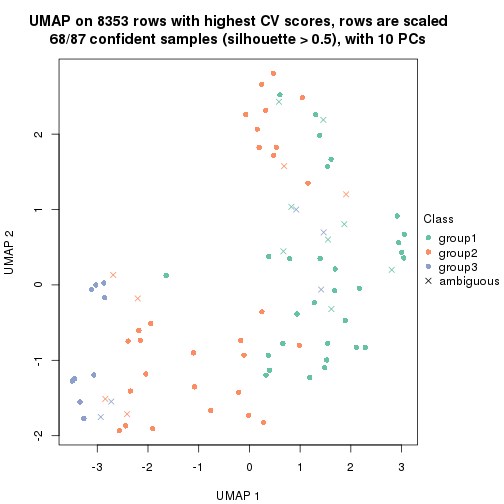 UMAP on 8353 rows with highest CV scores, rows are scaled
68/87 confident samples (silhouette > 0.5), with 10 PCs
UMAP 2
2
1
0
-1
-2
-3
-2
-1
0
1
2
3
UMAP 1
Class
group1
group2
group3
ambiguous